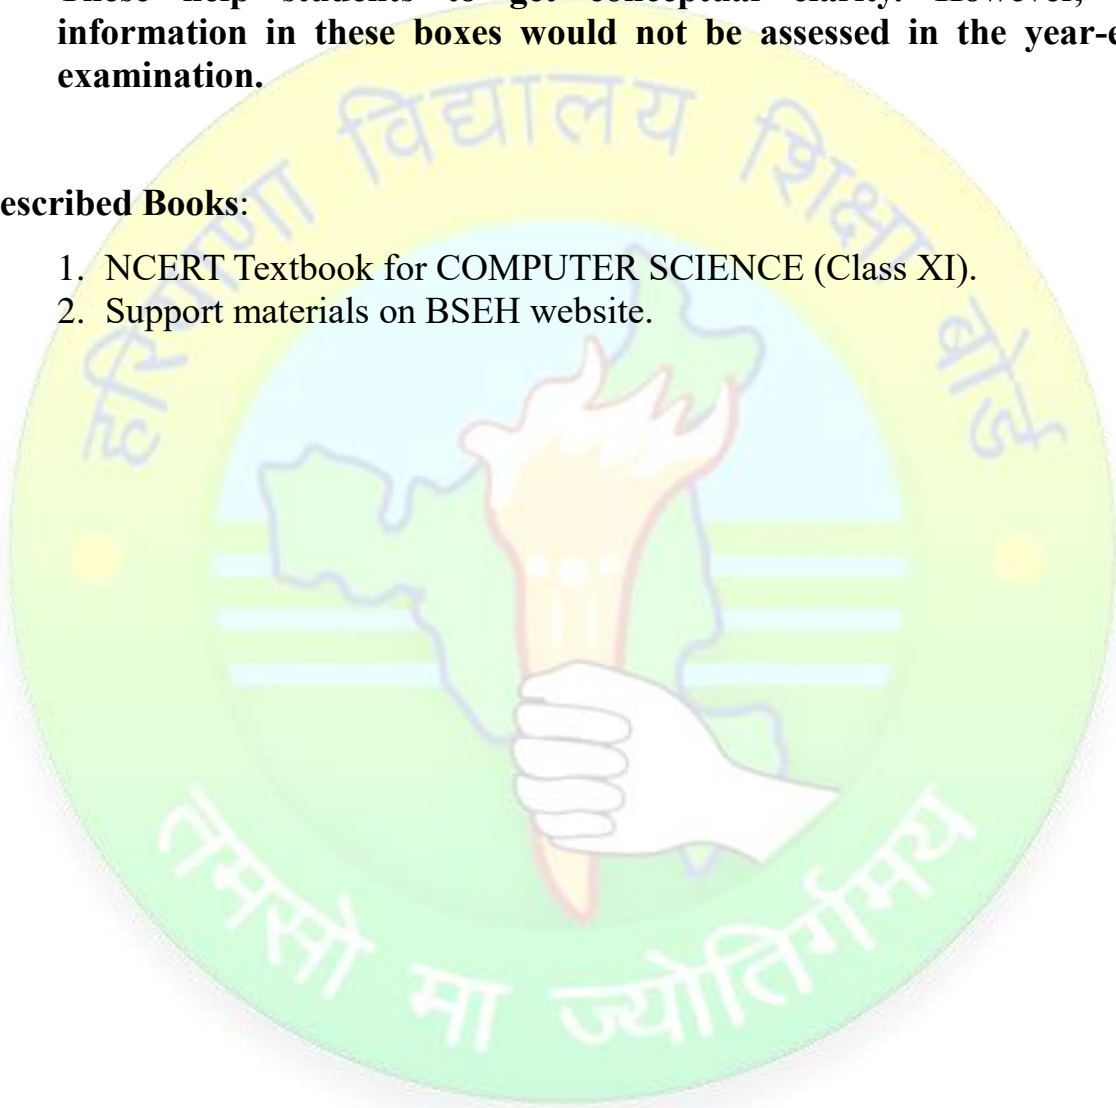 These help students to get conceptual clarity. However,
information in these boxes would not be assessed in the year-e
examination.
escribed Books:
1. NCERT Textbook for COMPUTER SCIENCE (Class XI).
2. Support materials on BSEH website.
हरियाणा विद्यालय शिक्षा बोर्ड
तमसो मा ज्योतिर्गमय